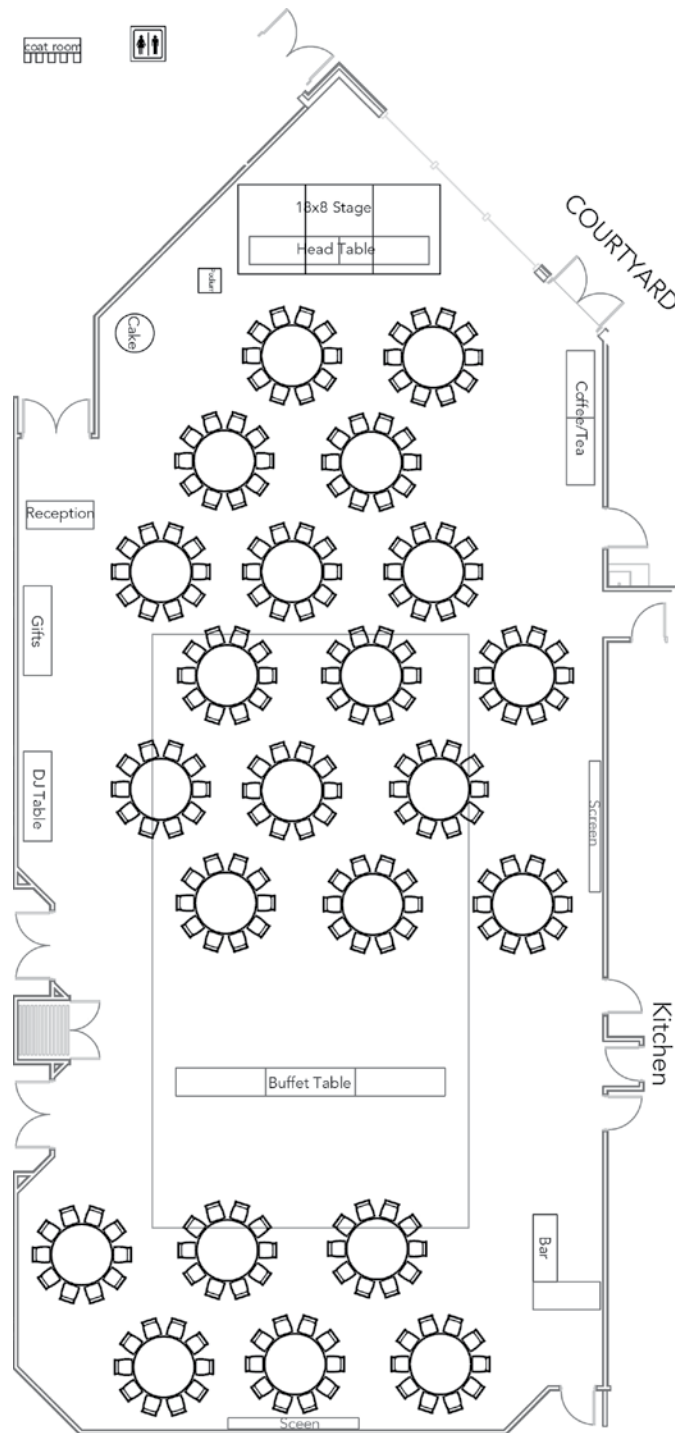 coat room
18x8 Stage
Head Table
Podium
COURTYARD
Cake
Coffee/Tea
Reception
Gifts
DJ Table
Screen
Kitchen
Buffet Table
Bar
Sceen